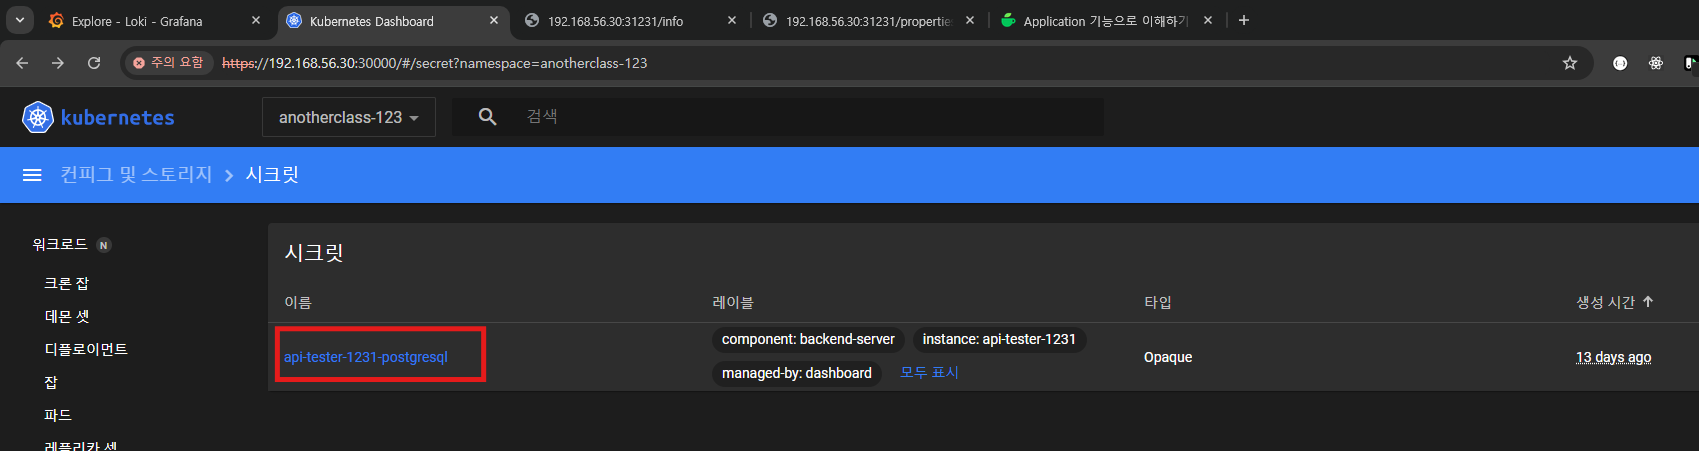 Explore - Loki - Grafana
Kubernetes Dashboard
192.168.56.30:31231/info
192.168.56.30:31231/properties
Application 기능으로 이해하기
주의 요함
https://192.168.56.30:30000/#/secret?namespace=anotherclass-123
kubernetes
anotherclass-123
검색
컨피그 및 스토리지 > 시크릿
워크로드 N
크론 잡
데몬 셋
디플로이먼트
잡
파드
레플리카 셋
시크릿
이름 레이블 타입 생성 시간
api-tester-1231-postgresql
component: backend-server instance: api-tester-1231
managed-by: dashboard 모두 표시
Opaque
13 days ago